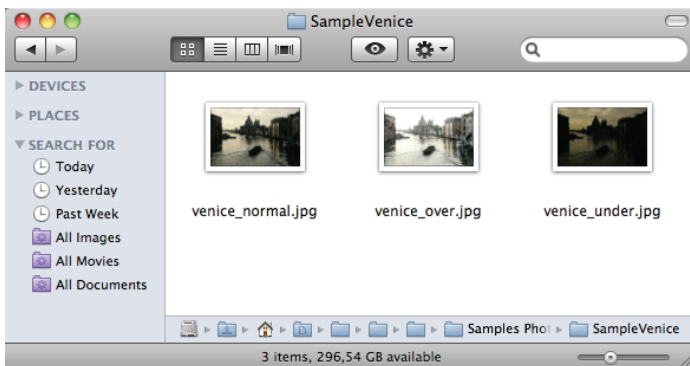 SampleVenice
DEVICES
PLACES
SEARCH FOR
Today
Yesterday
Past Week
All Images
All Movies
All Documents
venice_normal.jpg
venice_over.jpg
venice_under.jpg
Samples Phot
SampleVenice
3 items, 296,54 GB available